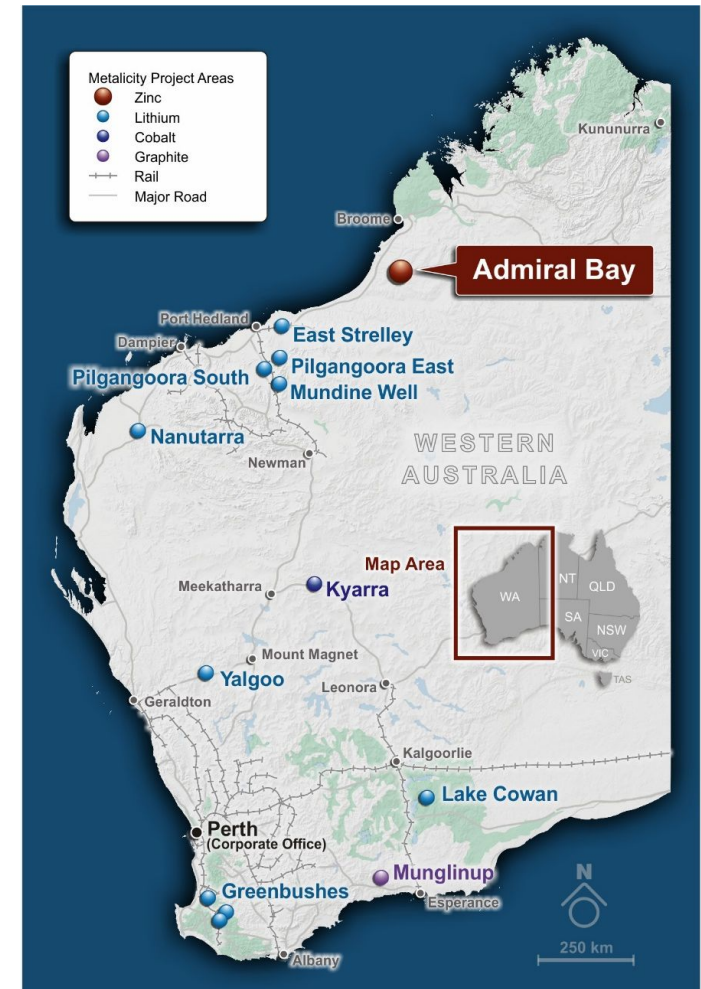 Metalicity Project Areas
Zinc
Lithium
Cobalt
Graphite
Rail
Major Road
Kununurra
Broome
Admiral Bay
Port Hedland
East Strelley
Dampier
Pilgangoora East
Pilgangoora South
Mundine Well
Nanutarra
WESTERN
AUSTRALIA
Newman
Map Area
WA
NT
QLD
SA
NSW
VIC
TAS
Meekatharra
Kyarra
Mount Magnet
Yalgoo
Leonora
Geraldton
Kalgoorlie
Lake Cowan
Perth
(Corporate Office)
Munglinup
Greenbushes
Esperance
N
250 km
Albany